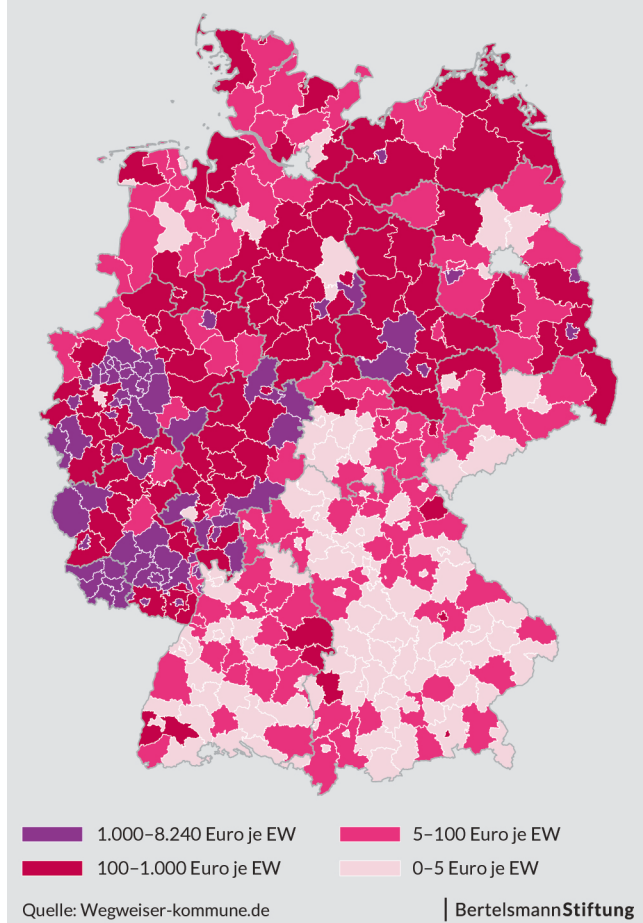 1.000–8.240 Euro je EW
5–100 Euro je EW
100–1.000 Euro je EW
0–5 Euro je EW
Quelle: Wegweiser-kommune.de
BertelsmannStiftung